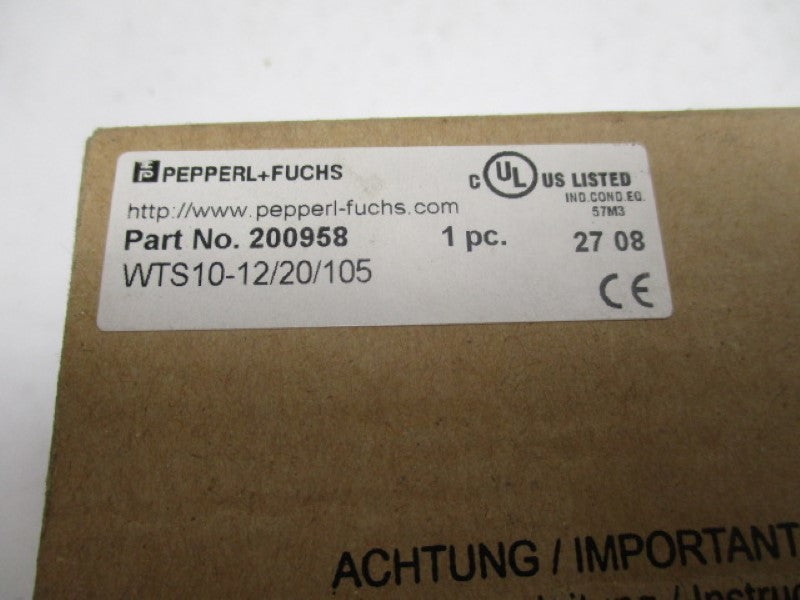 PEPPERL+FUCHS
C UL US LISTED
IND.CONT.EQ.
57M3
http://www.pepperl-fuchs.com
Part No. 200958 1 pc. 27 08
WTS10-12/20/105
CE
ACHTUNG / IMPORTANT